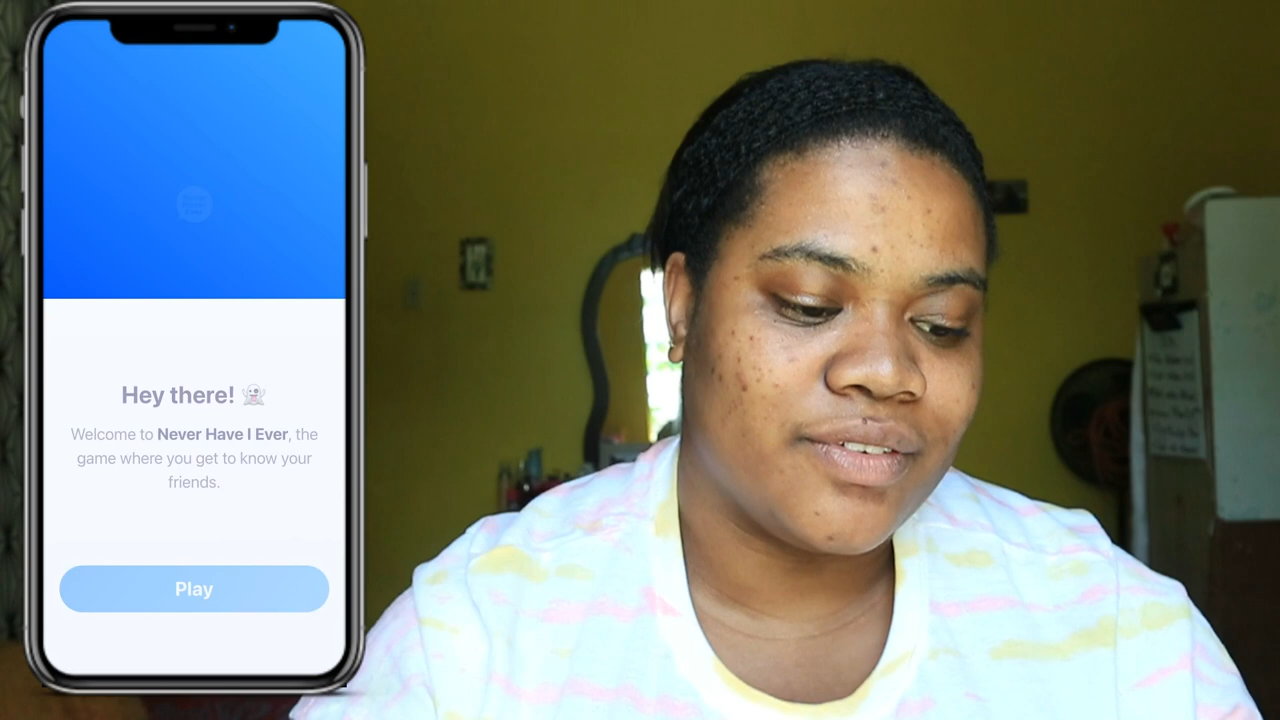 Hey there! 👻
Welcome to Never Have I Ever, the
game where you get to know your
friends.
Play